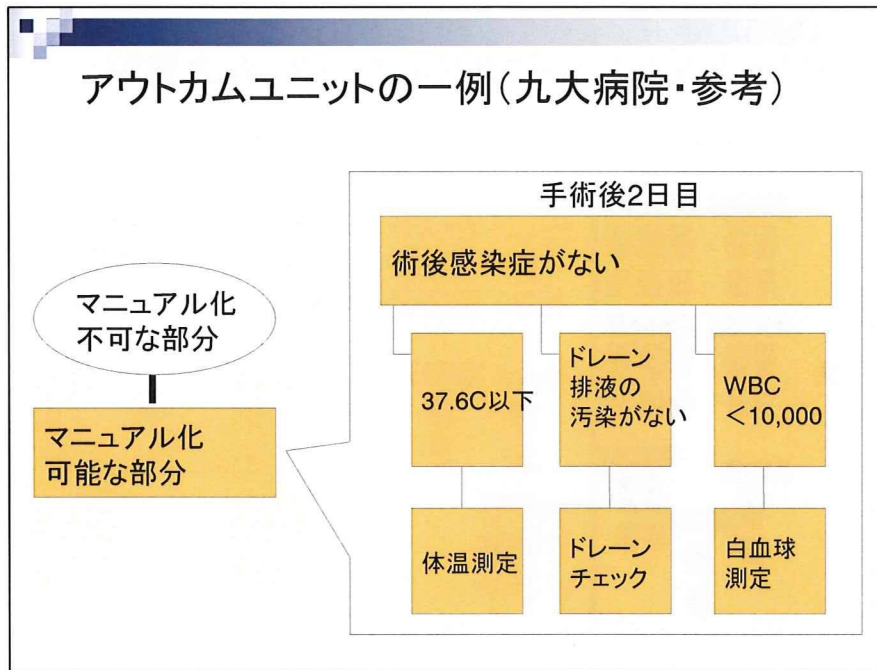 アウトカムユニットの一例(九大病院・参考)
手術後2日目
術後感染症がない
マニュアル化
不可な部分
マニュアル化
可能な部分
37.6C以下
ドレーン
排液の
汚染がない
WBC
<10,000
体温測定
ドレーン
チェック
白血球
測定